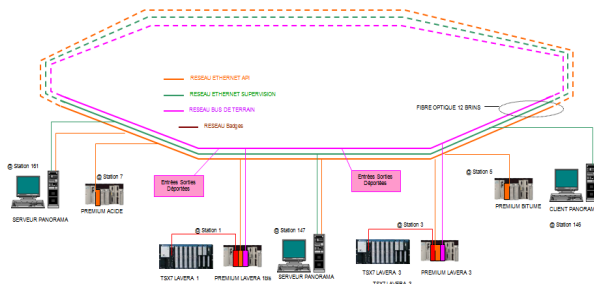 RESEAU ETHERNET API
RESEAU ETHERNET SUPERVISION
RESEAU BUS DE TERRAIN
RESEAU Badges
FIBRE OPTIQUE 12 BRINS
@ Station 161
@ Station 7
Entrées Sorties
Déportées
Entrées Sorties
Déportées
@ Station 5
SERVEUR PANORAMA
PREMIUM ACIDE
PREMIUM BITUME
CLIENT PANORAMA
@ Station 1
@ Station 147
@ Station 3
@ Station 146
TSX7 LAVERA 1
PREMIUM LAVERA 1bis
SERVEUR PANORAMA
TSX7 LAVERA 3
PREMIUM LAVERA 3